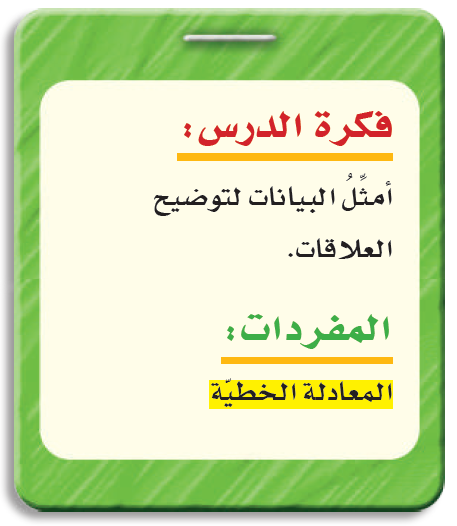 فكرة الدرس:
أمثِّلُ البيانات لتوضيح
العلاقات.
المفردات:
المعادلة الخطيّة